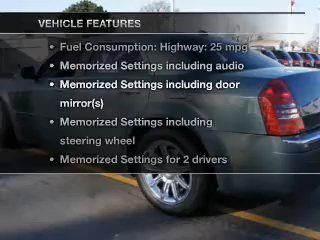 VEHICLE FEATURES
• Fuel Consumption: Highway: 25 mpg
• Memorized Settings including audio
• Memorized Settings including door
mirror(s)
• Memorized Settings including
steering wheel
• Memorized Settings for 2 drivers